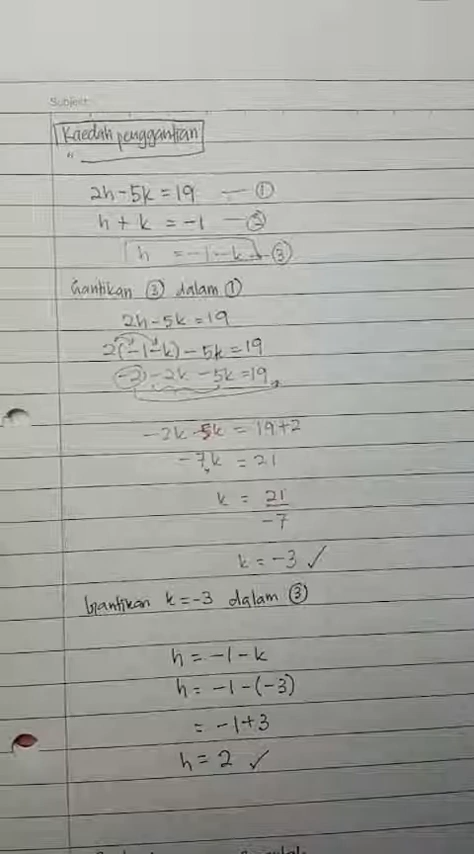 Subject
Kaedah penggantian
2h - 5k = 19 — ①
h + k = -1 — ②
h = -1 - k — ③
Gantikan ③ dalam ①
2h - 5k = 19
2(-1-k) - 5k = 19
-2 - 2k - 5k = 19
-2k - 5k = 19 + 2
-7k = 21
k = 21/-7
k = -3 ✓
Gantikan k = -3 dalam ③
h = -1 - k
h = -1 - (-3)
= -1 + 3
h = 2 ✓